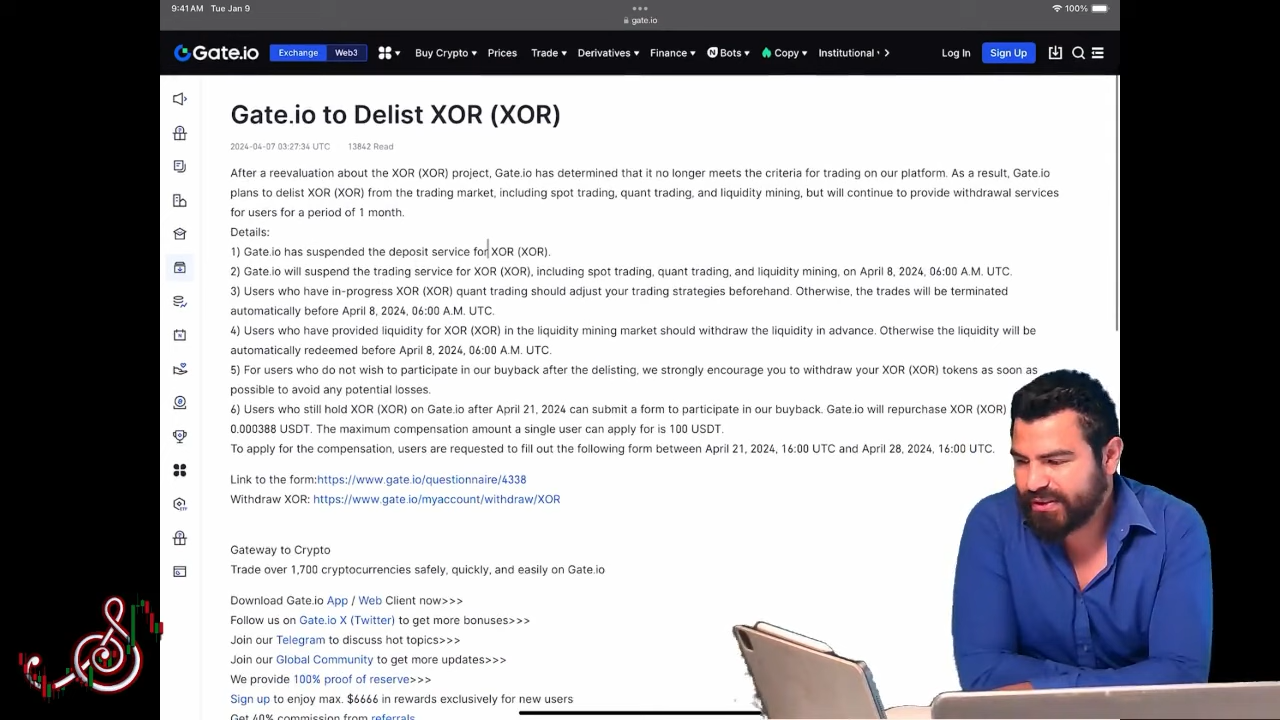 9:41 AM Tue Jan 9
100%
gate.io
Gate.io Exchange Web3 Buy Crypto Prices Trade Derivatives Finance Bots Copy Institutional Log In Sign Up
Gate.io to Delist XOR (XOR)
2024-04-07 03:27:34 UTC 13842 Read
After a reevaluation about the XOR (XOR) project, Gate.io has determined that it no longer meets the criteria for trading on our platform. As a result, Gate.io
plans to delist XOR (XOR) from the trading market, including spot trading, quant trading, and liquidity mining, but will continue to provide withdrawal services
for users for a period of 1 month.
Details:
1) Gate.io has suspended the deposit service for XOR (XOR).
2) Gate.io will suspend the trading service for XOR (XOR), including spot trading, quant trading, and liquidity mining, on April 8, 2024, 06:00 A.M. UTC.
3) Users who have in-progress XOR (XOR) quant trading should adjust your trading strategies beforehand. Otherwise, the trades will be terminated
automatically before April 8, 2024, 06:00 A.M. UTC.
4) Users who have provided liquidity for XOR (XOR) in the liquidity mining market should withdraw the liquidity in advance. Otherwise the liquidity will be
automatically redeemed before April 8, 2024, 06:00 A.M. UTC.
5) For users who do not wish to participate in our buyback after the delisting, we strongly encourage you to withdraw your XOR (XOR) tokens as soon as
possible to avoid any potential losses.
6) Users who still hold XOR (XOR) on Gate.io after April 21, 2024 can submit a form to participate in our buyback. Gate.io will repurchase XOR (XOR)
0.000388 USDT. The maximum compensation amount a single user can apply for is 100 USDT.
To apply for the compensation, users are requested to fill out the following form between April 21, 2024, 16:00 UTC and April 28, 2024, 16:00 UTC.
Link to the form:https://www.gate.io/questionnaire/4338
Withdraw XOR: https://www.gate.io/myaccount/withdraw/XOR
Gateway to Crypto
Trade over 1,700 cryptocurrencies safely, quickly, and easily on Gate.io
Download Gate.io App / Web Client now>>>
Follow us on Gate.io X (Twitter) to get more bonuses>>>
Join our Telegram to discuss hot topics>>>
Join our Global Community to get more updates>>>
We provide 100% proof of reserve>>>
Sign up to enjoy max. $6666 in rewards exclusively for new users
Get 40% commission from referrals